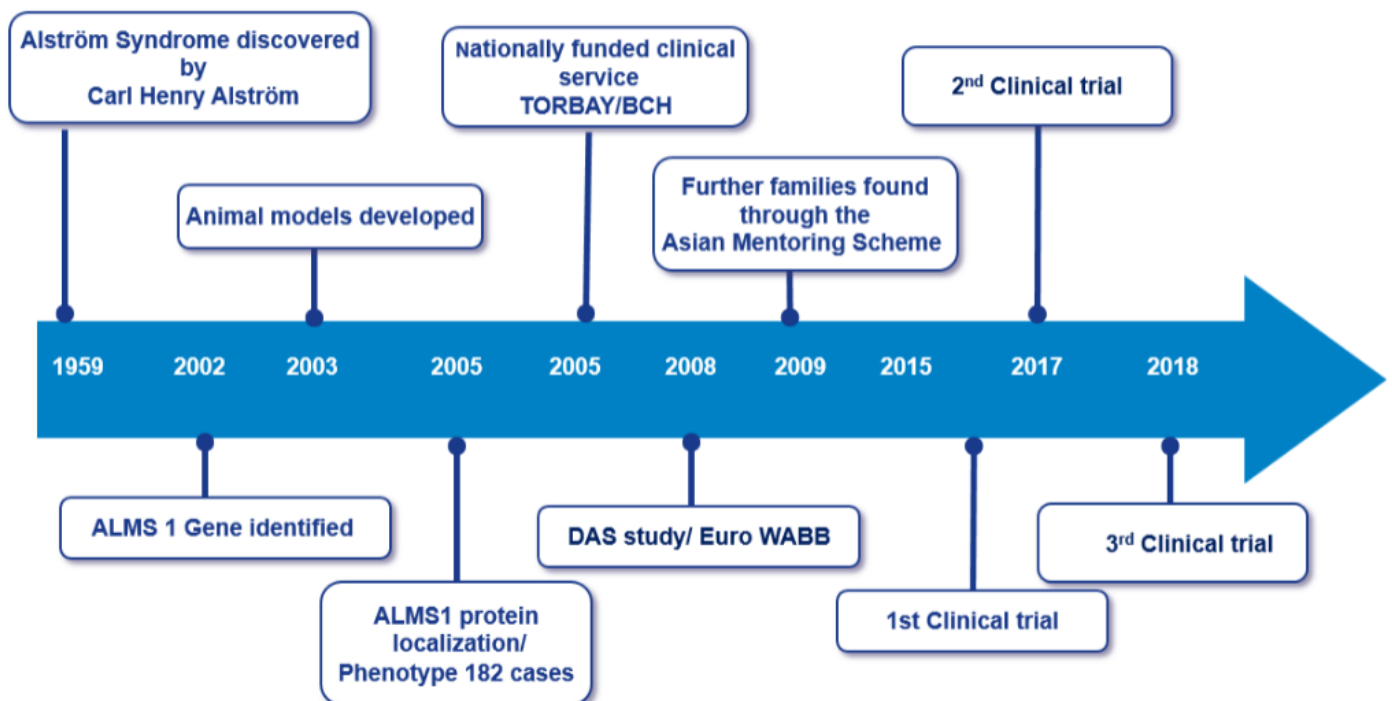 Alström Syndrome discovered
by
Carl Henry Alström
Nationally funded clinical
service
TORBAY/BCH
2nd Clinical trial
Animal models developed
Further families found
through the
Asian Mentoring Scheme
1959 2002 2003 2005 2005 2008 2009 2015 2017 2018
ALMS 1 Gene identified
DAS study/ Euro WABB
3rd Clinical trial
ALMS1 protein
localization/
Phenotype 182 cases
1st Clinical trial